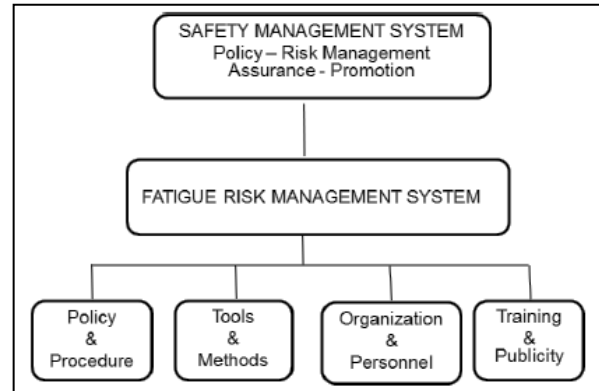 SAFETY MANAGEMENT SYSTEM
Policy – Risk Management
Assurance - Promotion
FATIGUE RISK MANAGEMENT SYSTEM
Policy
&
Procedure
Tools
&
Methods
Organization
&
Personnel
Training
&
Publicity